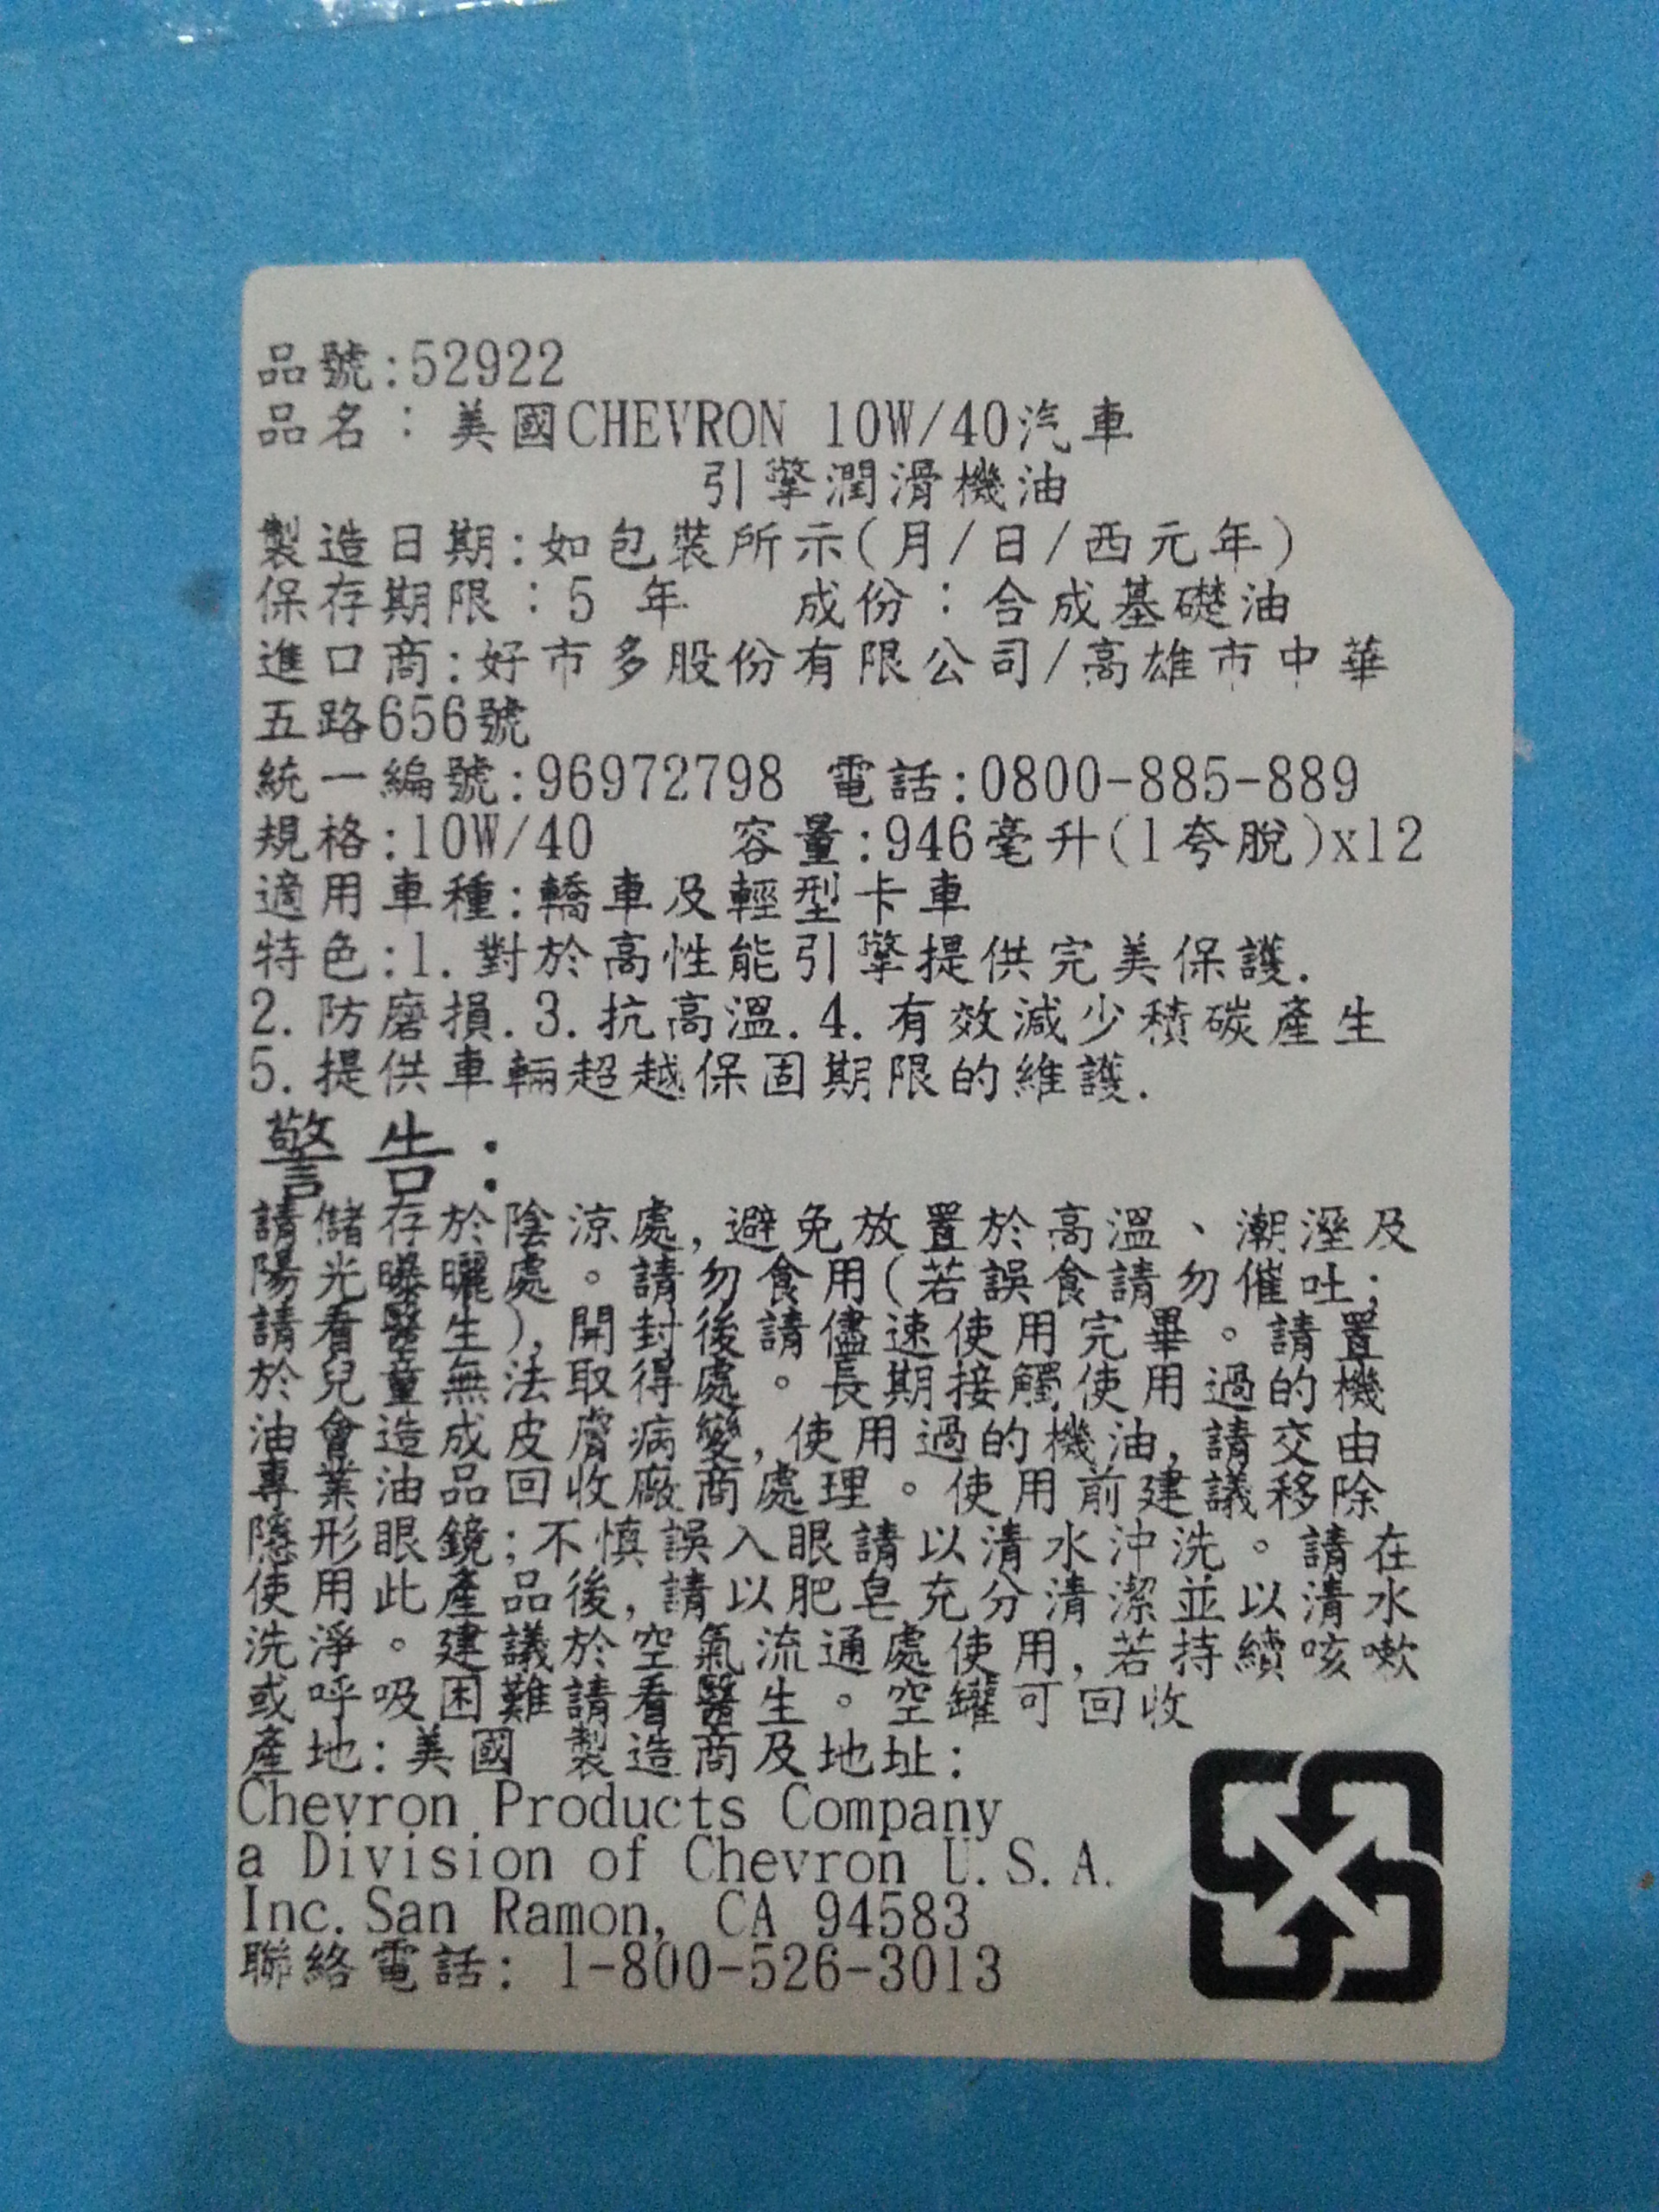 品號:52922
品名：美國CHEVRON 10W/40汽車
引擎潤滑機油
製造日期:如包裝所示(月/日/西元年)
保存期限：5 年 成份：合成基礎油
進口商:好市多股份有限公司/高雄市中華
五路656號
統一編號:96972798 電話:0800-885-889
規格:10W/40 容量:946毫升(1夸脫)x12
適用車種:轎車及輕型卡車
特色:1.對於高性能引擎提供完美保護.
2.防磨損.3.抗高溫.4.有效減少積碳產生
5.提供車輛超越保固期限的維護.
警告：
請儲存於陰涼處,避免放置於高溫、潮溼及
陽光曝曬處。請勿食用(若誤食請勿催吐;
請看醫生),開封後請儘速使用完畢。請置
於兒童無法取得處。長期接觸使用過的機
油會造成皮膚病變,使用過的機油,請交由
專業油品回收廠商處理。使用前建議移除
隱形眼鏡;不慎誤入眼請以清水沖洗。請在
使用此產品後,請以肥皂充分清潔並以清水
洗淨。建議於空氣流通處使用,若持續咳嗽
或呼吸困難請看醫生。空罐可回收
產地:美國 製造商及地址:
Chevron Products Company
a Division of Chevron U.S.A.
Inc.San Ramon, CA 94583
聯絡電話: 1-800-526-3013